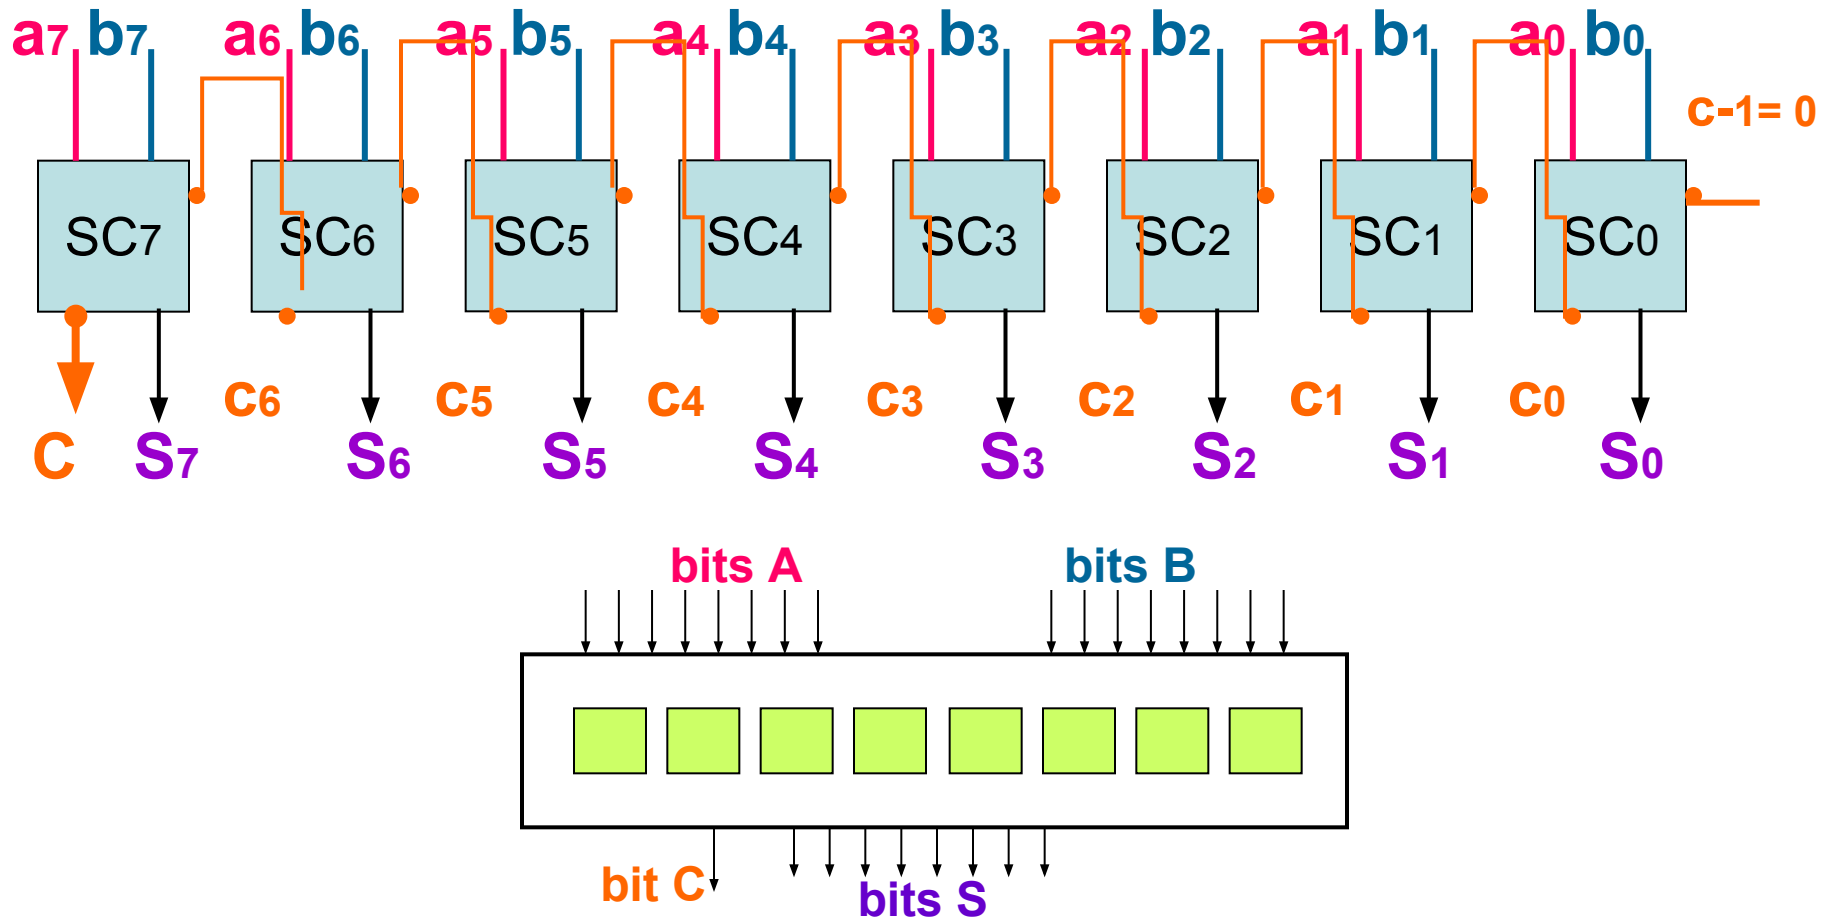 a7 b7 a6 b6 a5 b5 a4 b4 a3 b3 a2 b2 a1 b1 a0 b0
c-1= 0
SC7 SC6 SC5 SC4 SC3 SC2 SC1 SC0
c6 c5 c4 c3 c2 c1 c0
C S7 S6 S5 S4 S3 S2 S1 S0
bits A bits B
bit C bits S